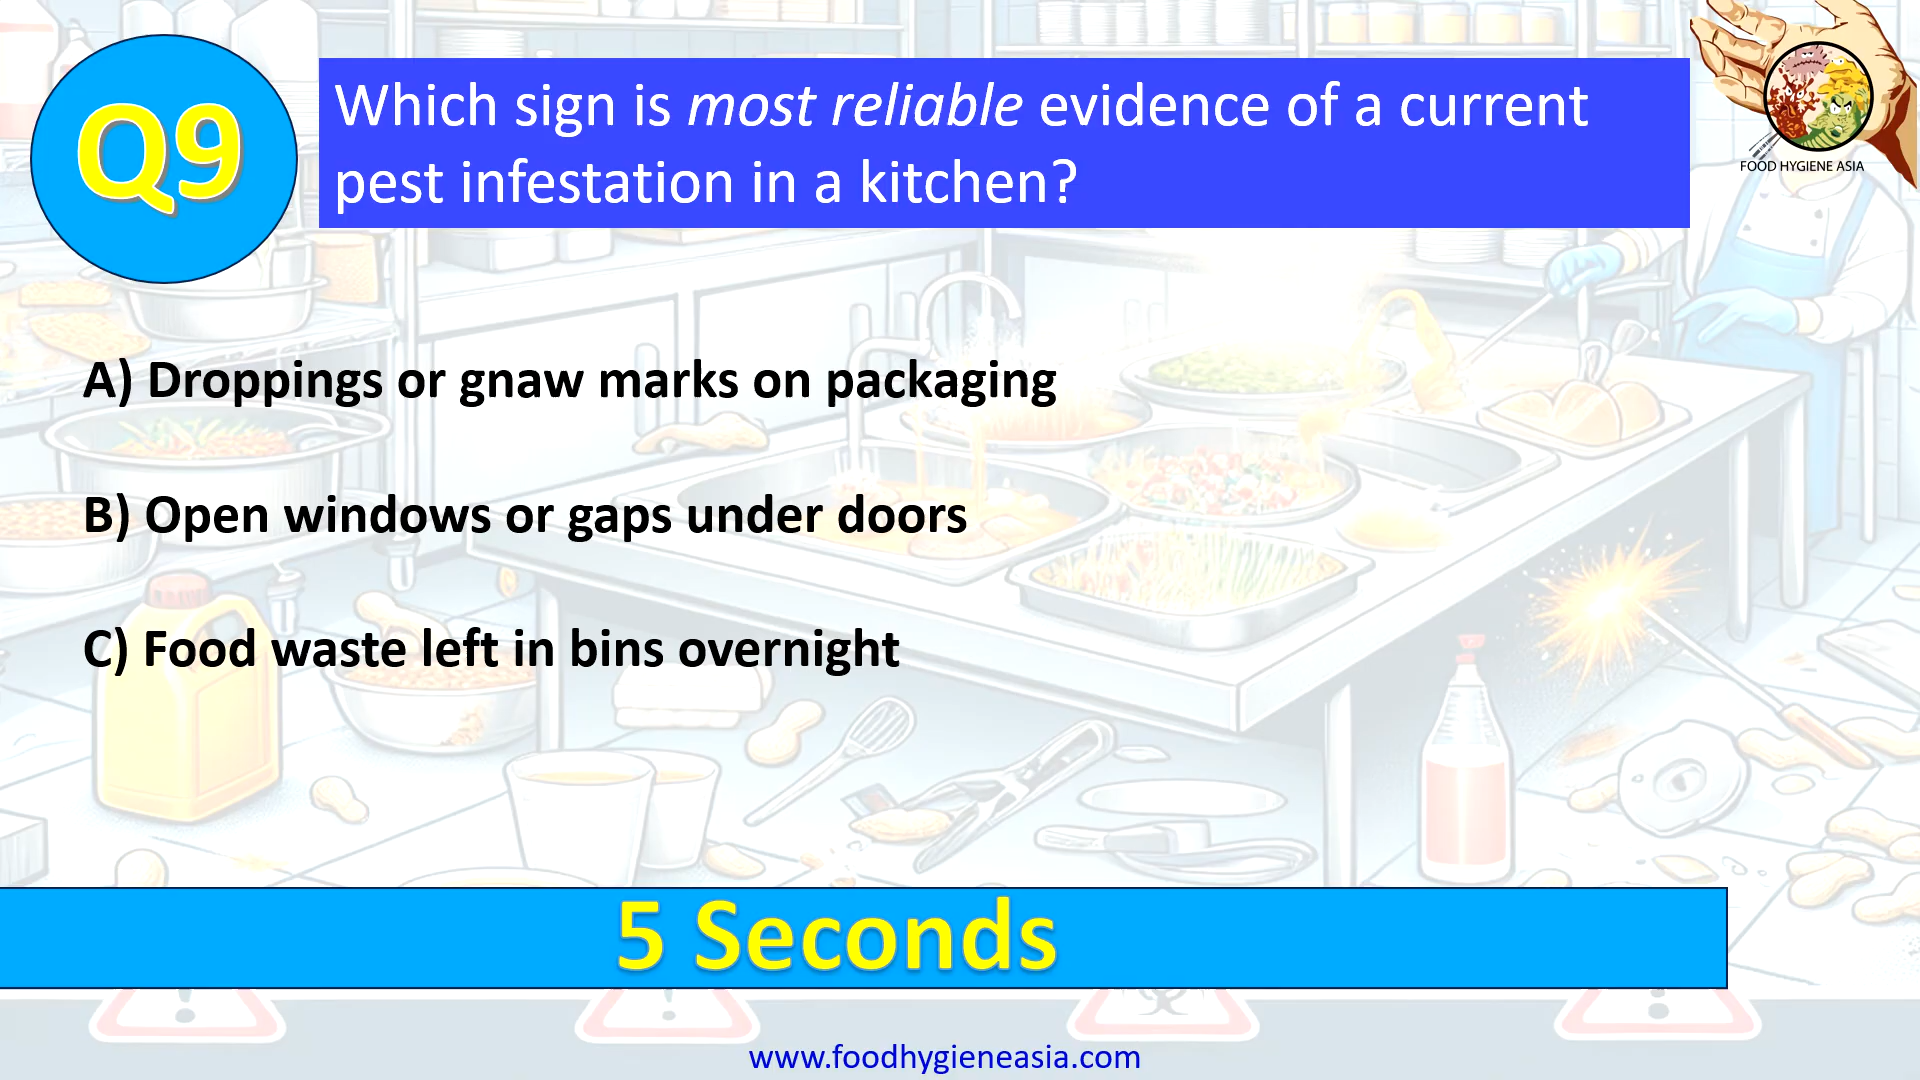 Q9
Which sign is most reliable evidence of a current
pest infestation in a kitchen?
FOOD HYGIENE ASIA
A) Droppings or gnaw marks on packaging
B) Open windows or gaps under doors
C) Food waste left in bins overnight
5 Seconds
www.foodhygieneasia.com